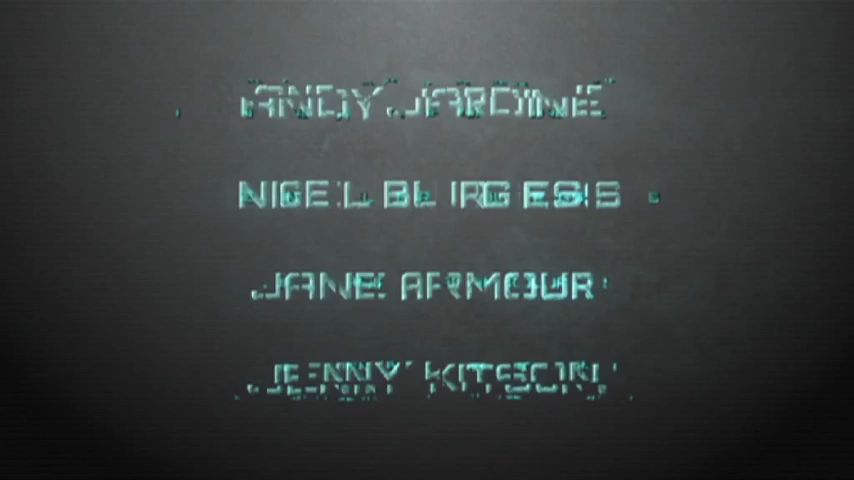 ANDY JARDINE
NIGEL BURGESS
JANE ARMOUR
JENNY KITSON